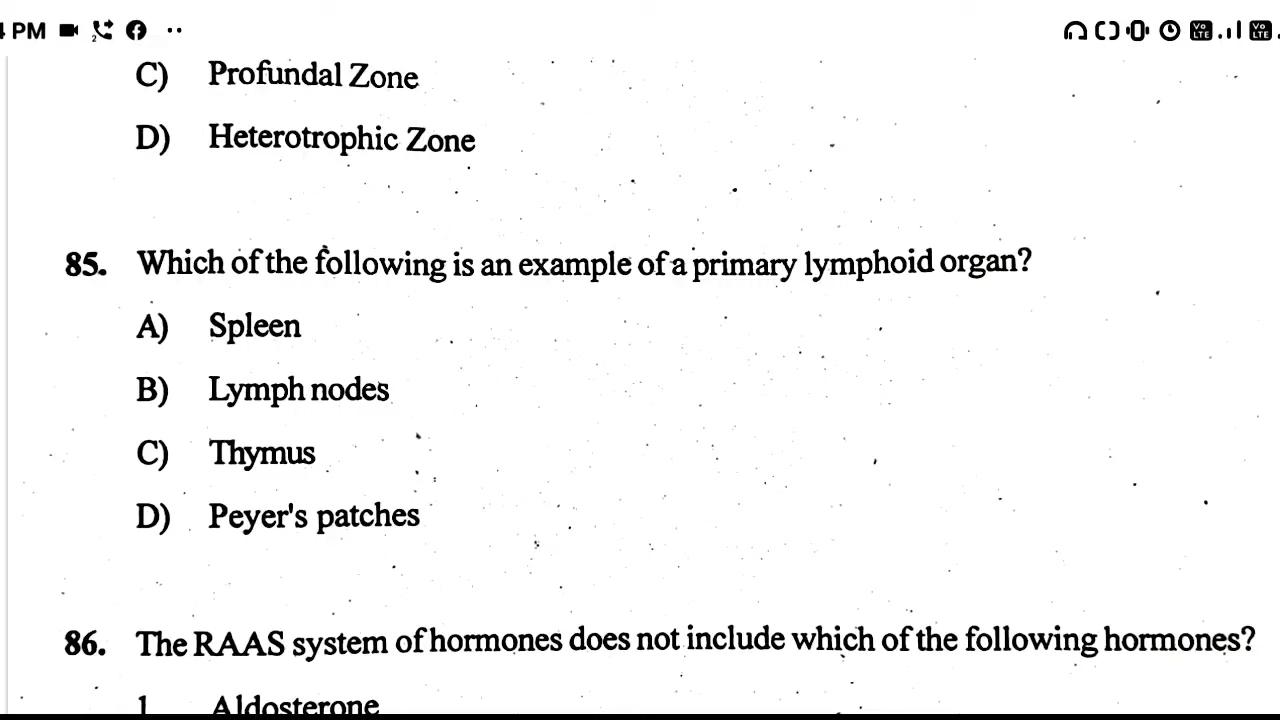 4 PM
C) Profundal Zone
D) Heterotrophic Zone
85. Which of the following is an example of a primary lymphoid organ?
A) Spleen
B) Lymph nodes
C) Thymus
D) Peyer's patches
86. The RAAS system of hormones does not include which of the following hormones?
1 Aldosterone